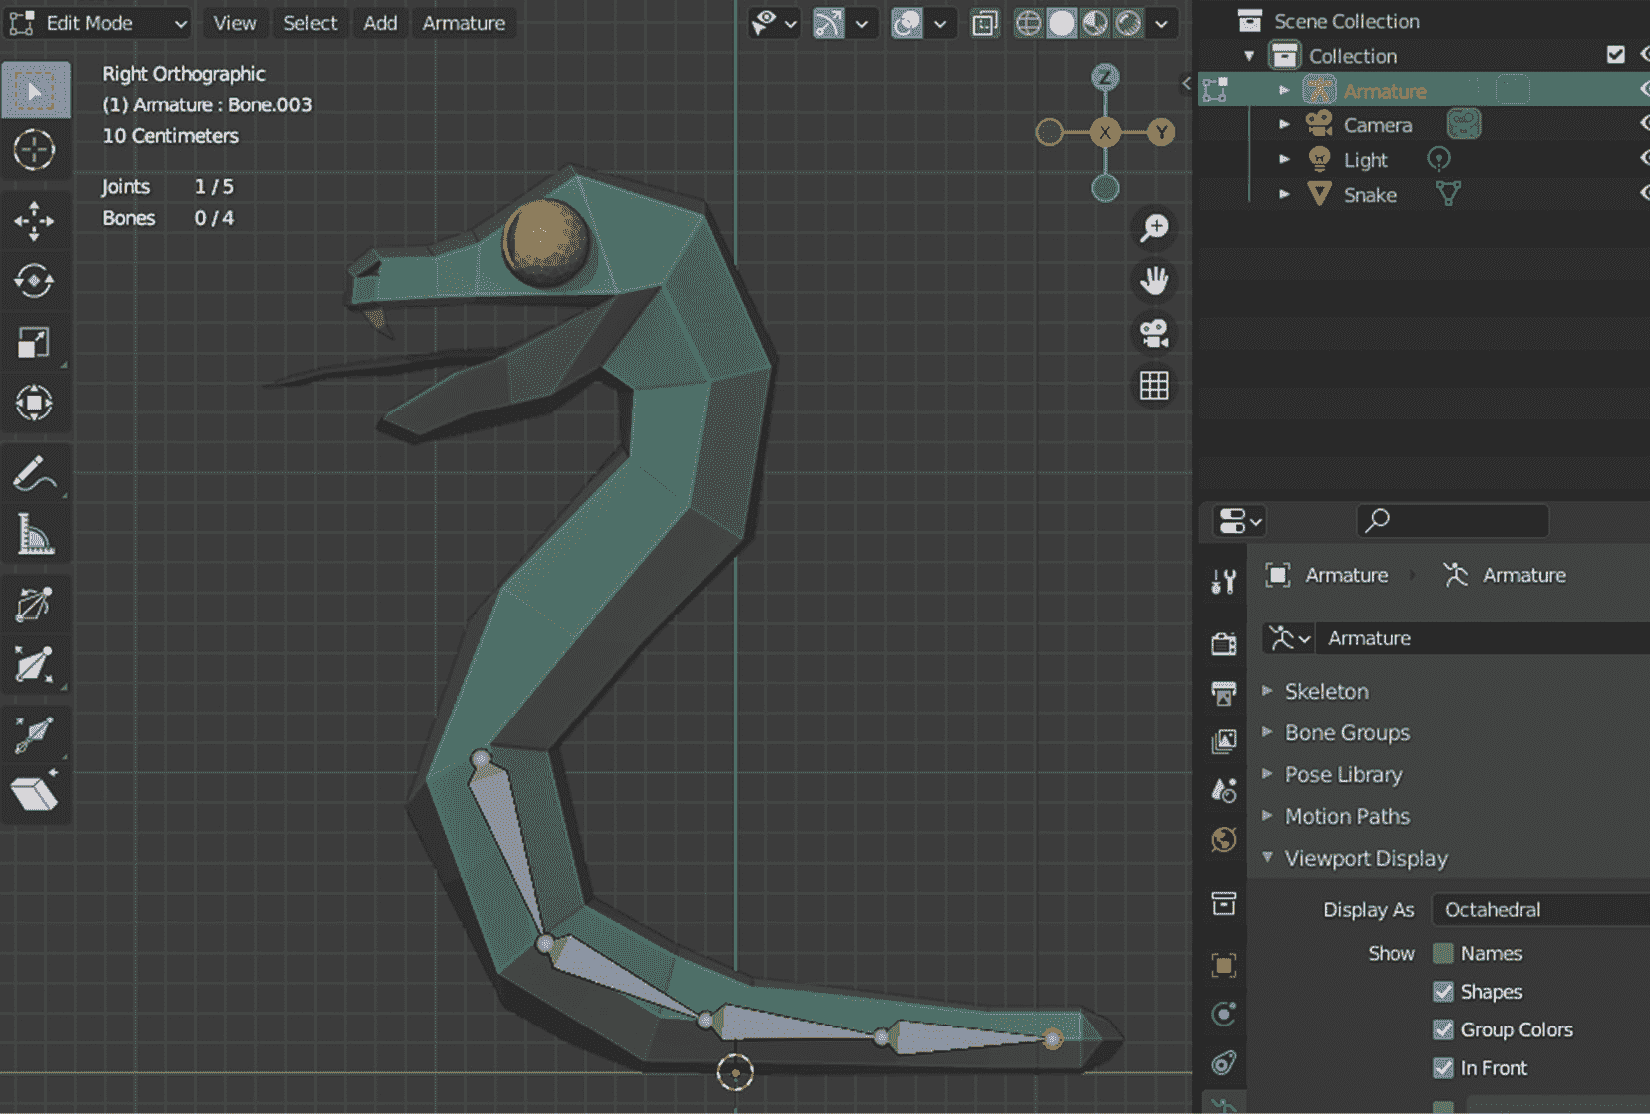 Edit Mode View Select Add Armature
Right Orthographic
(1) Armature : Bone.003
10 Centimeters
Joints 1 / 5
Bones 0 / 4
Z
X Y
Scene Collection
Collection
Armature
Camera
Light
Snake
Armature Armature
Armature
Skeleton
Bone Groups
Pose Library
Motion Paths
Viewport Display
Display As Octahedral
Show Names
Shapes
Group Colors
In Front